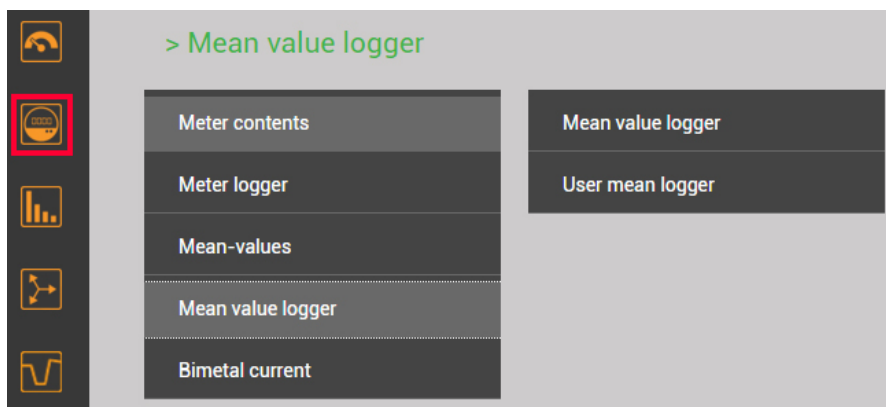 > Mean value logger
Meter contents
Meter logger
Mean-values
Mean value logger
Bimetal current
Mean value logger
User mean logger